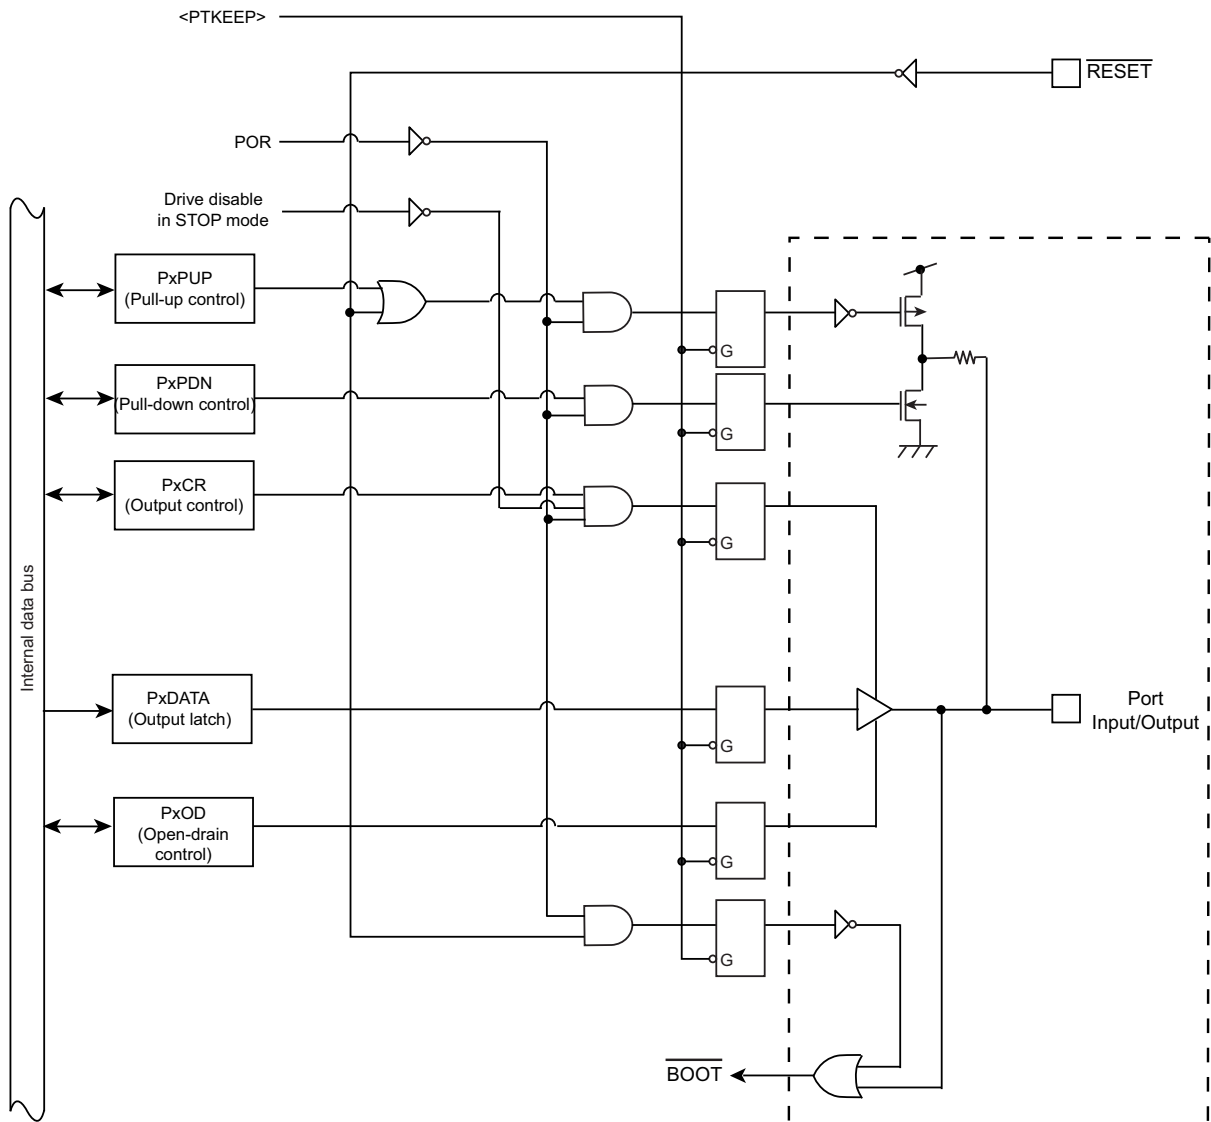 <PTKEEP>
RESET
POR
Drive disable
in STOP mode
PxPUP
(Pull-up control)
G
PxPDN
(Pull-down control)
G
PxCR
(Output control)
G
Internal data bus
PxDATA
(Output latch)
G
Port
Input/Output
PxOD
(Open-drain
control)
G
G
BOOT